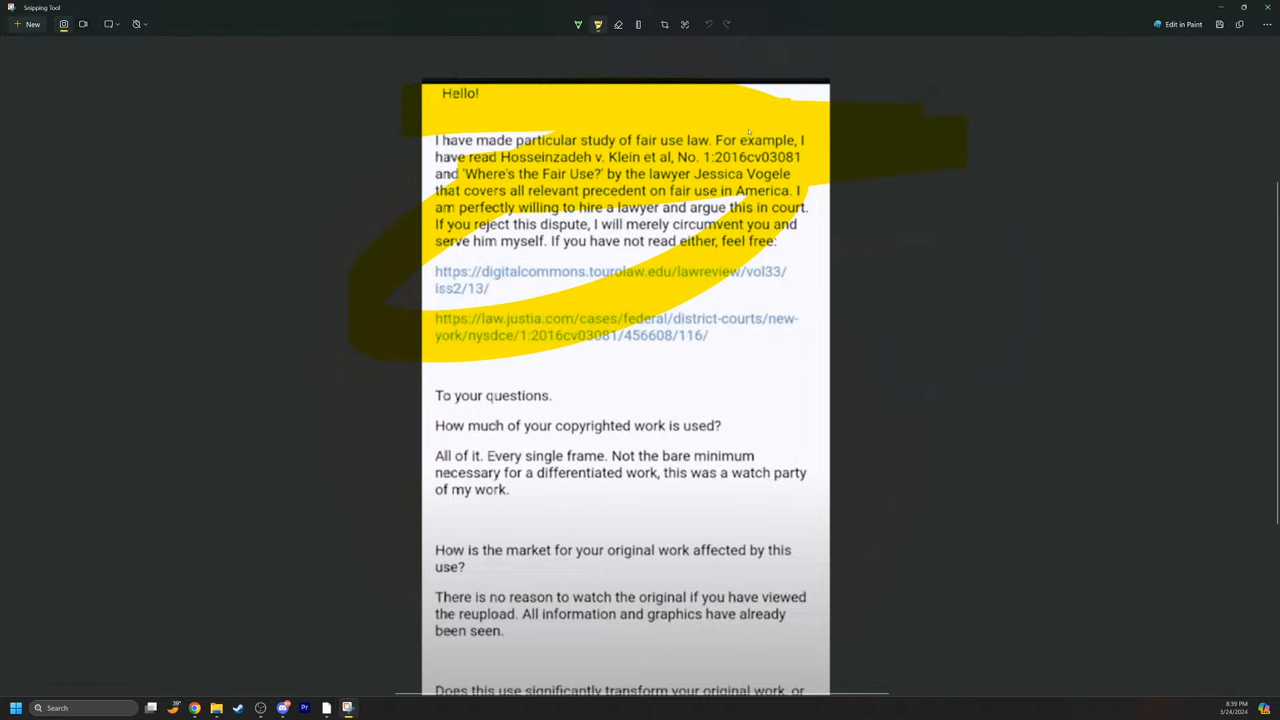 Snipping Tool
New
Edit in Paint
Hello!
I have made particular study of fair use law. For example, I
have read Hosseinzadeh v. Klein et al, No. 1:2016cv03081
and 'Where's the Fair Use?' by the lawyer Jessica Vogele
that covers all relevant precedent on fair use in America. I
am perfectly willing to hire a lawyer and argue this in court.
If you reject this dispute, I will merely circumvent you and
serve him myself. If you have not read either, feel free:
https://digitalcommons.tourolaw.edu/lawreview/vol33/
iss2/13/
https://law.justia.com/cases/federal/district-courts/new-
york/nysdce/1:2016cv03081/456608/116/
To your questions.
How much of your copyrighted work is used?
All of it. Every single frame. Not the bare minimum
necessary for a differentiated work, this was a watch party
of my work.
How is the market for your original work affected by this
use?
There is no reason to watch the original if you have viewed
the reupload. All information and graphics have already
been seen.
Does this use significantly transform your original work, or
Search
Pr
8:39 PM
3/24/2024